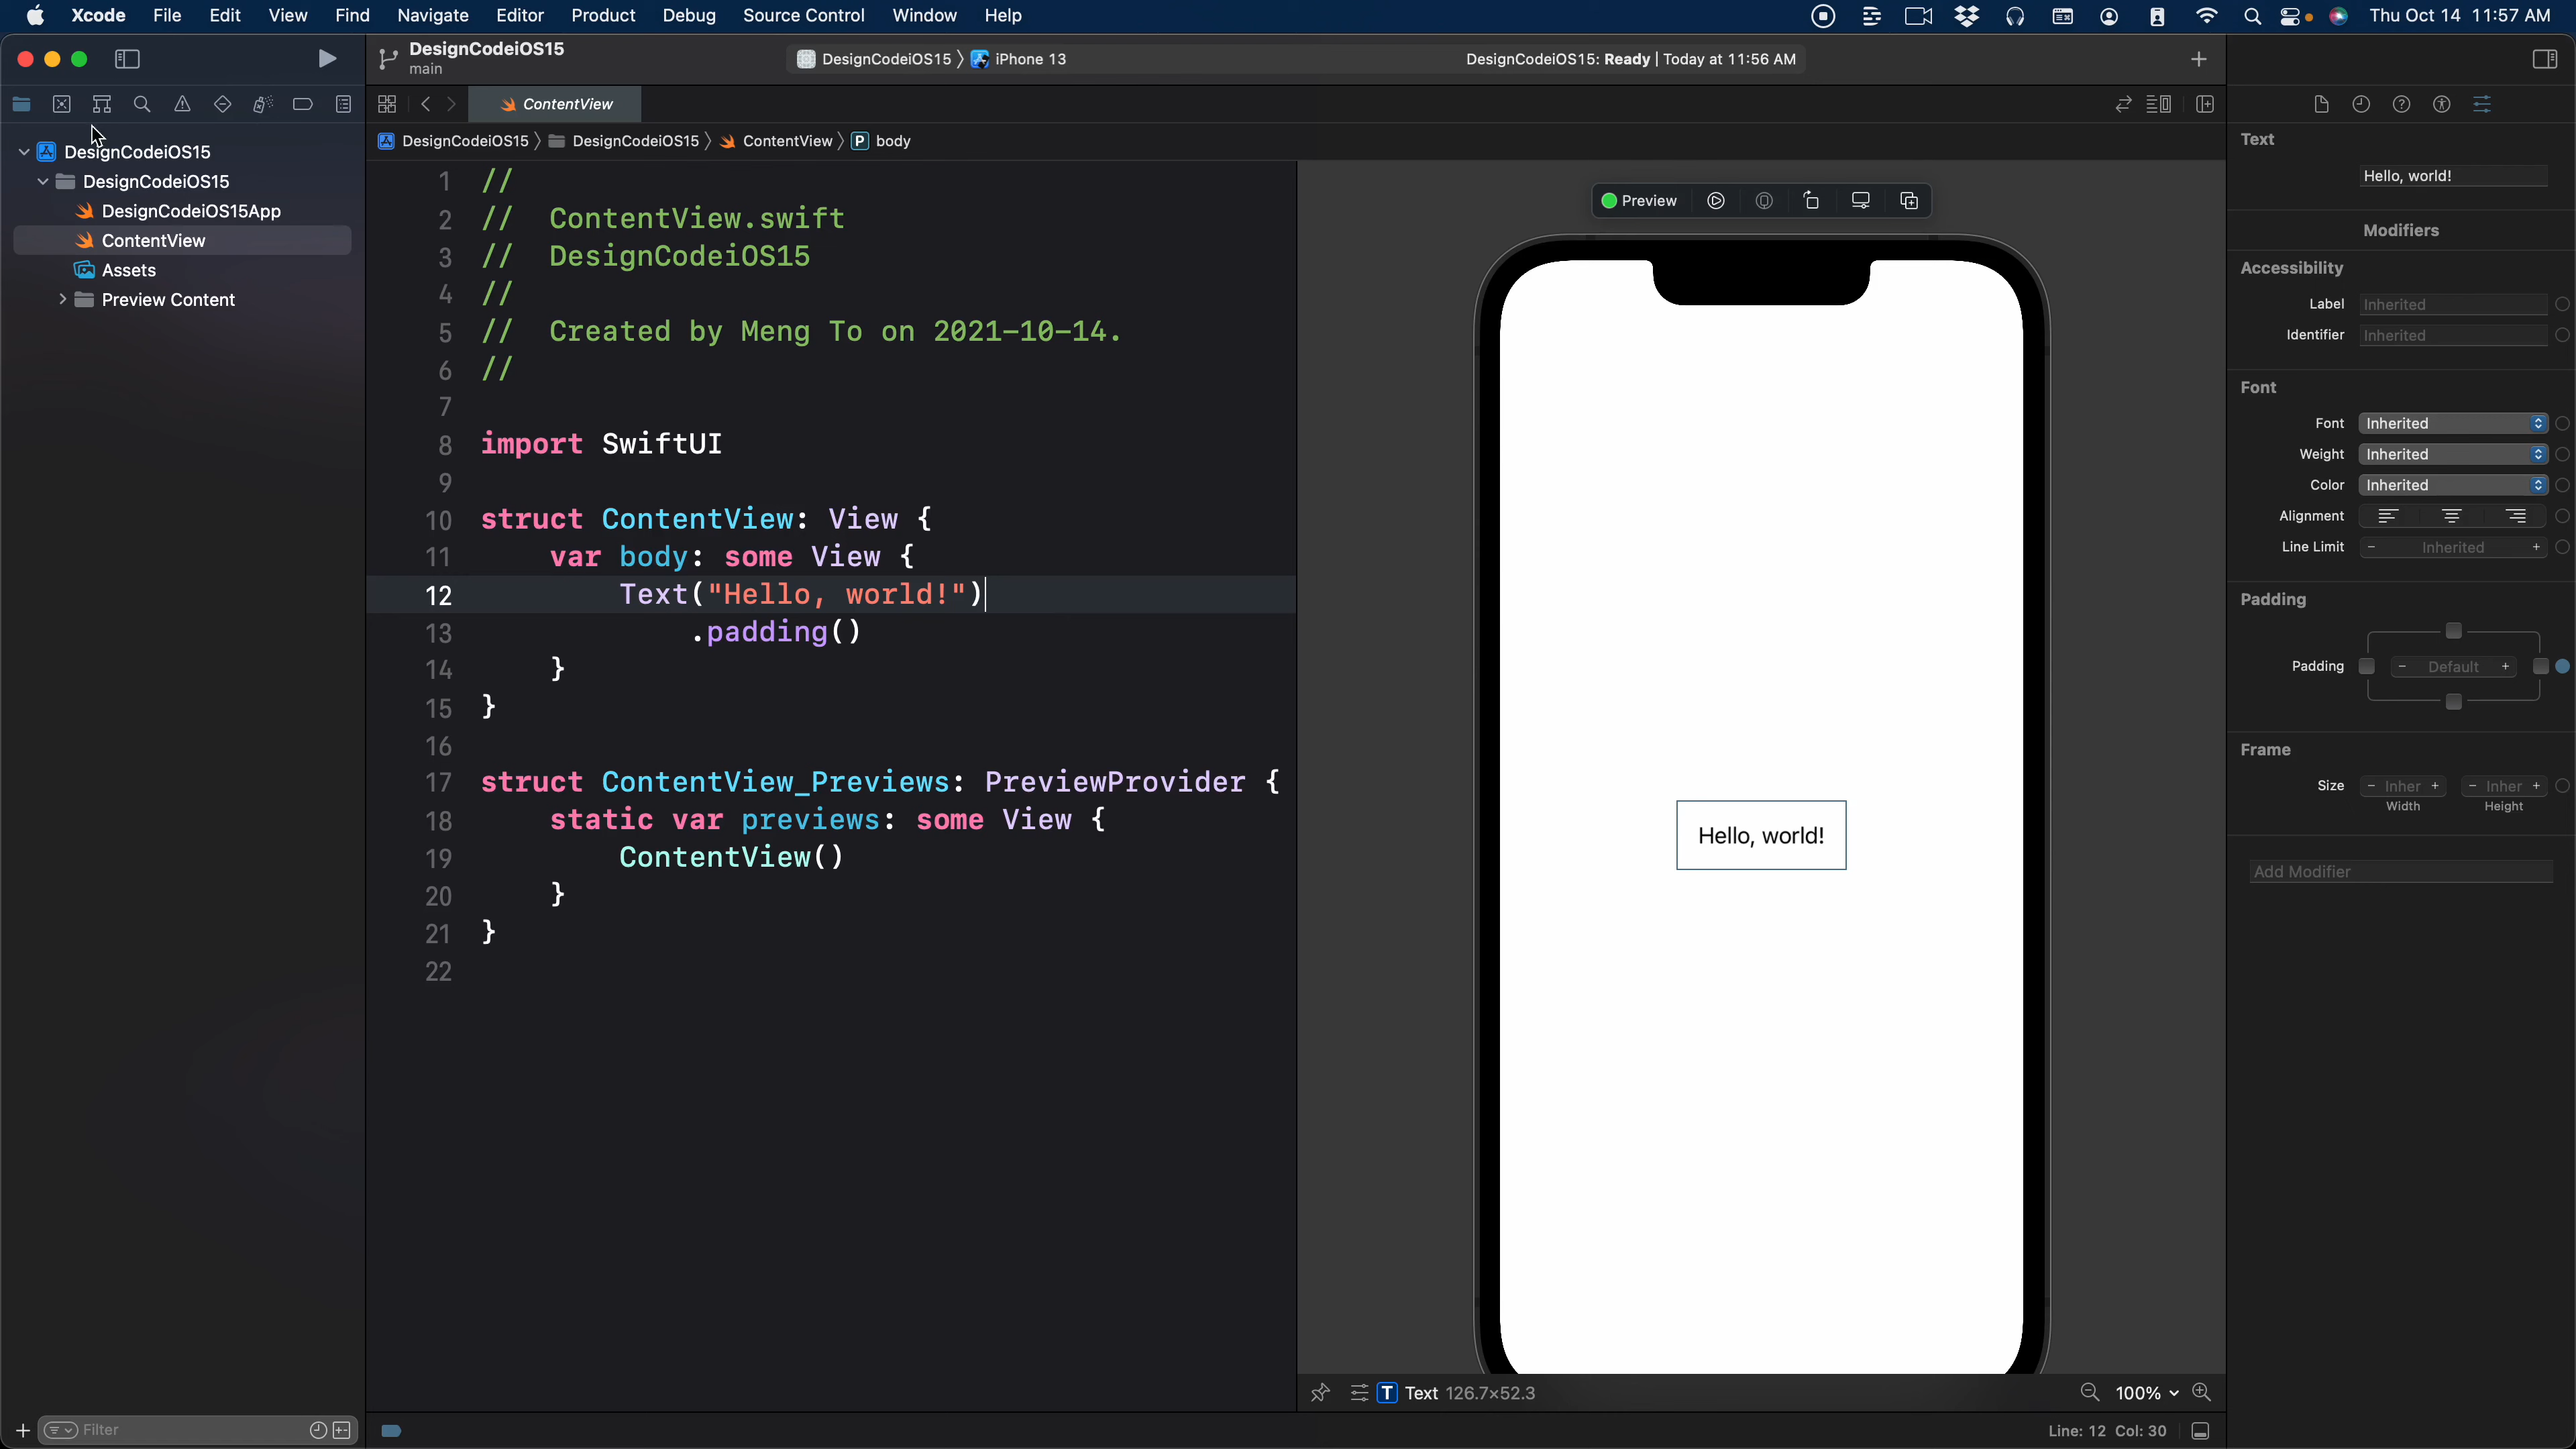 Xcode File Edit View Find Navigate Editor Product Debug Source Control Window Help Thu Oct 14 11:57 AM
DesignCodeiOS15
main
DesignCodeiOS15 〉 iPhone 13
DesignCodeiOS15: Ready | Today at 11:56 AM
ContentView
DesignCodeiOS15 〉 DesignCodeiOS15 〉 ContentView 〉 P body
DesignCodeiOS15
DesignCodeiOS15
DesignCodeiOS15App
ContentView
Assets
Preview Content
Filter
1 //
2 //  ContentView.swift
3 //  DesignCodeiOS15
4 //
5 //  Created by Meng To on 2021-10-14.
6 //
7
8 import SwiftUI
9
10 struct ContentView: View {
11     var body: some View {
12         Text("Hello, world!")
13             .padding()
14     }
15 }
16
17 struct ContentView_Previews: PreviewProvider {
18     static var previews: some View {
19         ContentView()
20     }
21 }
22
Preview
Hello, world!
T Text 126.7×52.3
100%
Line: 12 Col: 30
Text
Hello, world!
Modifiers
Accessibility
Label Inherited
Identifier Inherited
Font
Font Inherited
Weight Inherited
Color Inherited
Alignment
Line Limit - Inherited +
Padding
Padding - Default +
Frame
Size - Inher + - Inher +
Width Height
Add Modifier